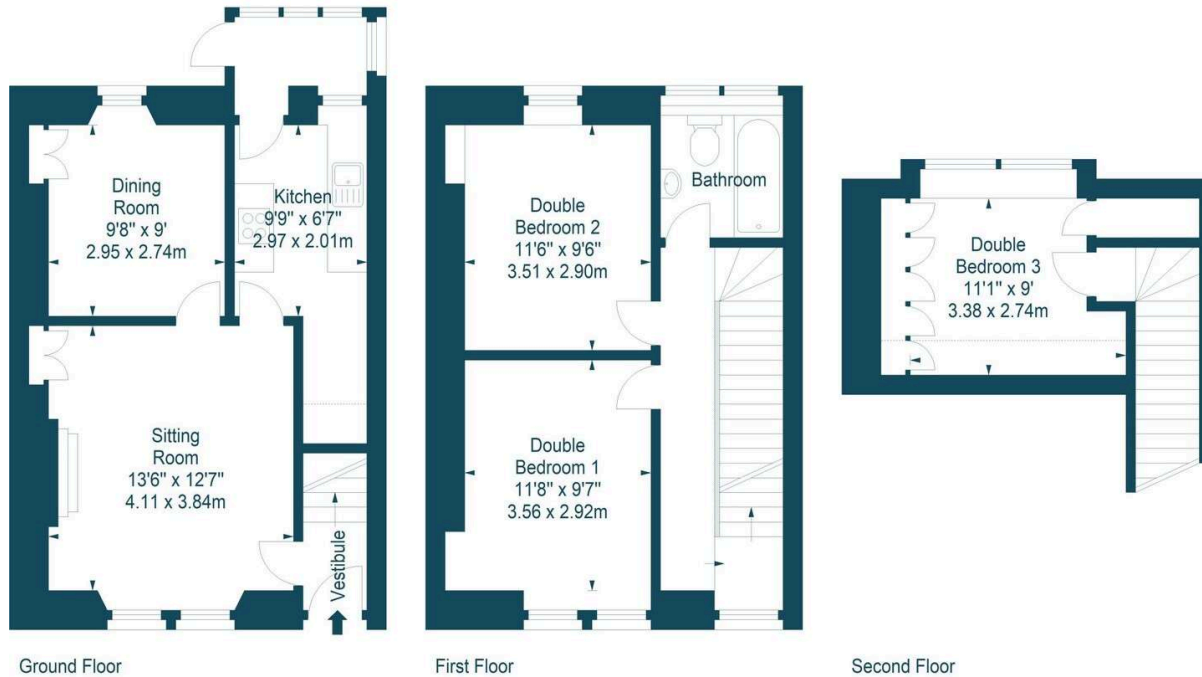 Dining
Room
9'8" x 9'
2.95 x 2.74m
Kitchen
9'9" x 6'7"
2.97 x 2.01m
Sitting
Room
13'6" x 12'7"
4.11 x 3.84m
Vestibule
Ground Floor
Double
Bedroom 2
11'6" x 9'6"
3.51 x 2.90m
Bathroom
Double
Bedroom 1
11'8" x 9'7"
3.56 x 2.92m
First Floor
Double
Bedroom 3
11'1" x 9'
3.38 x 2.74m
Second Floor